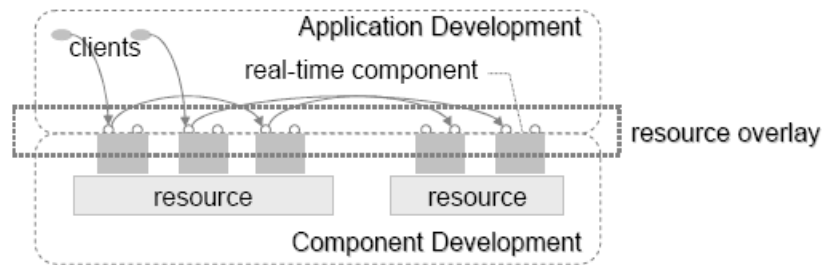 Application Development
clients
real-time component
resource overlay
resource
resource
Component Development